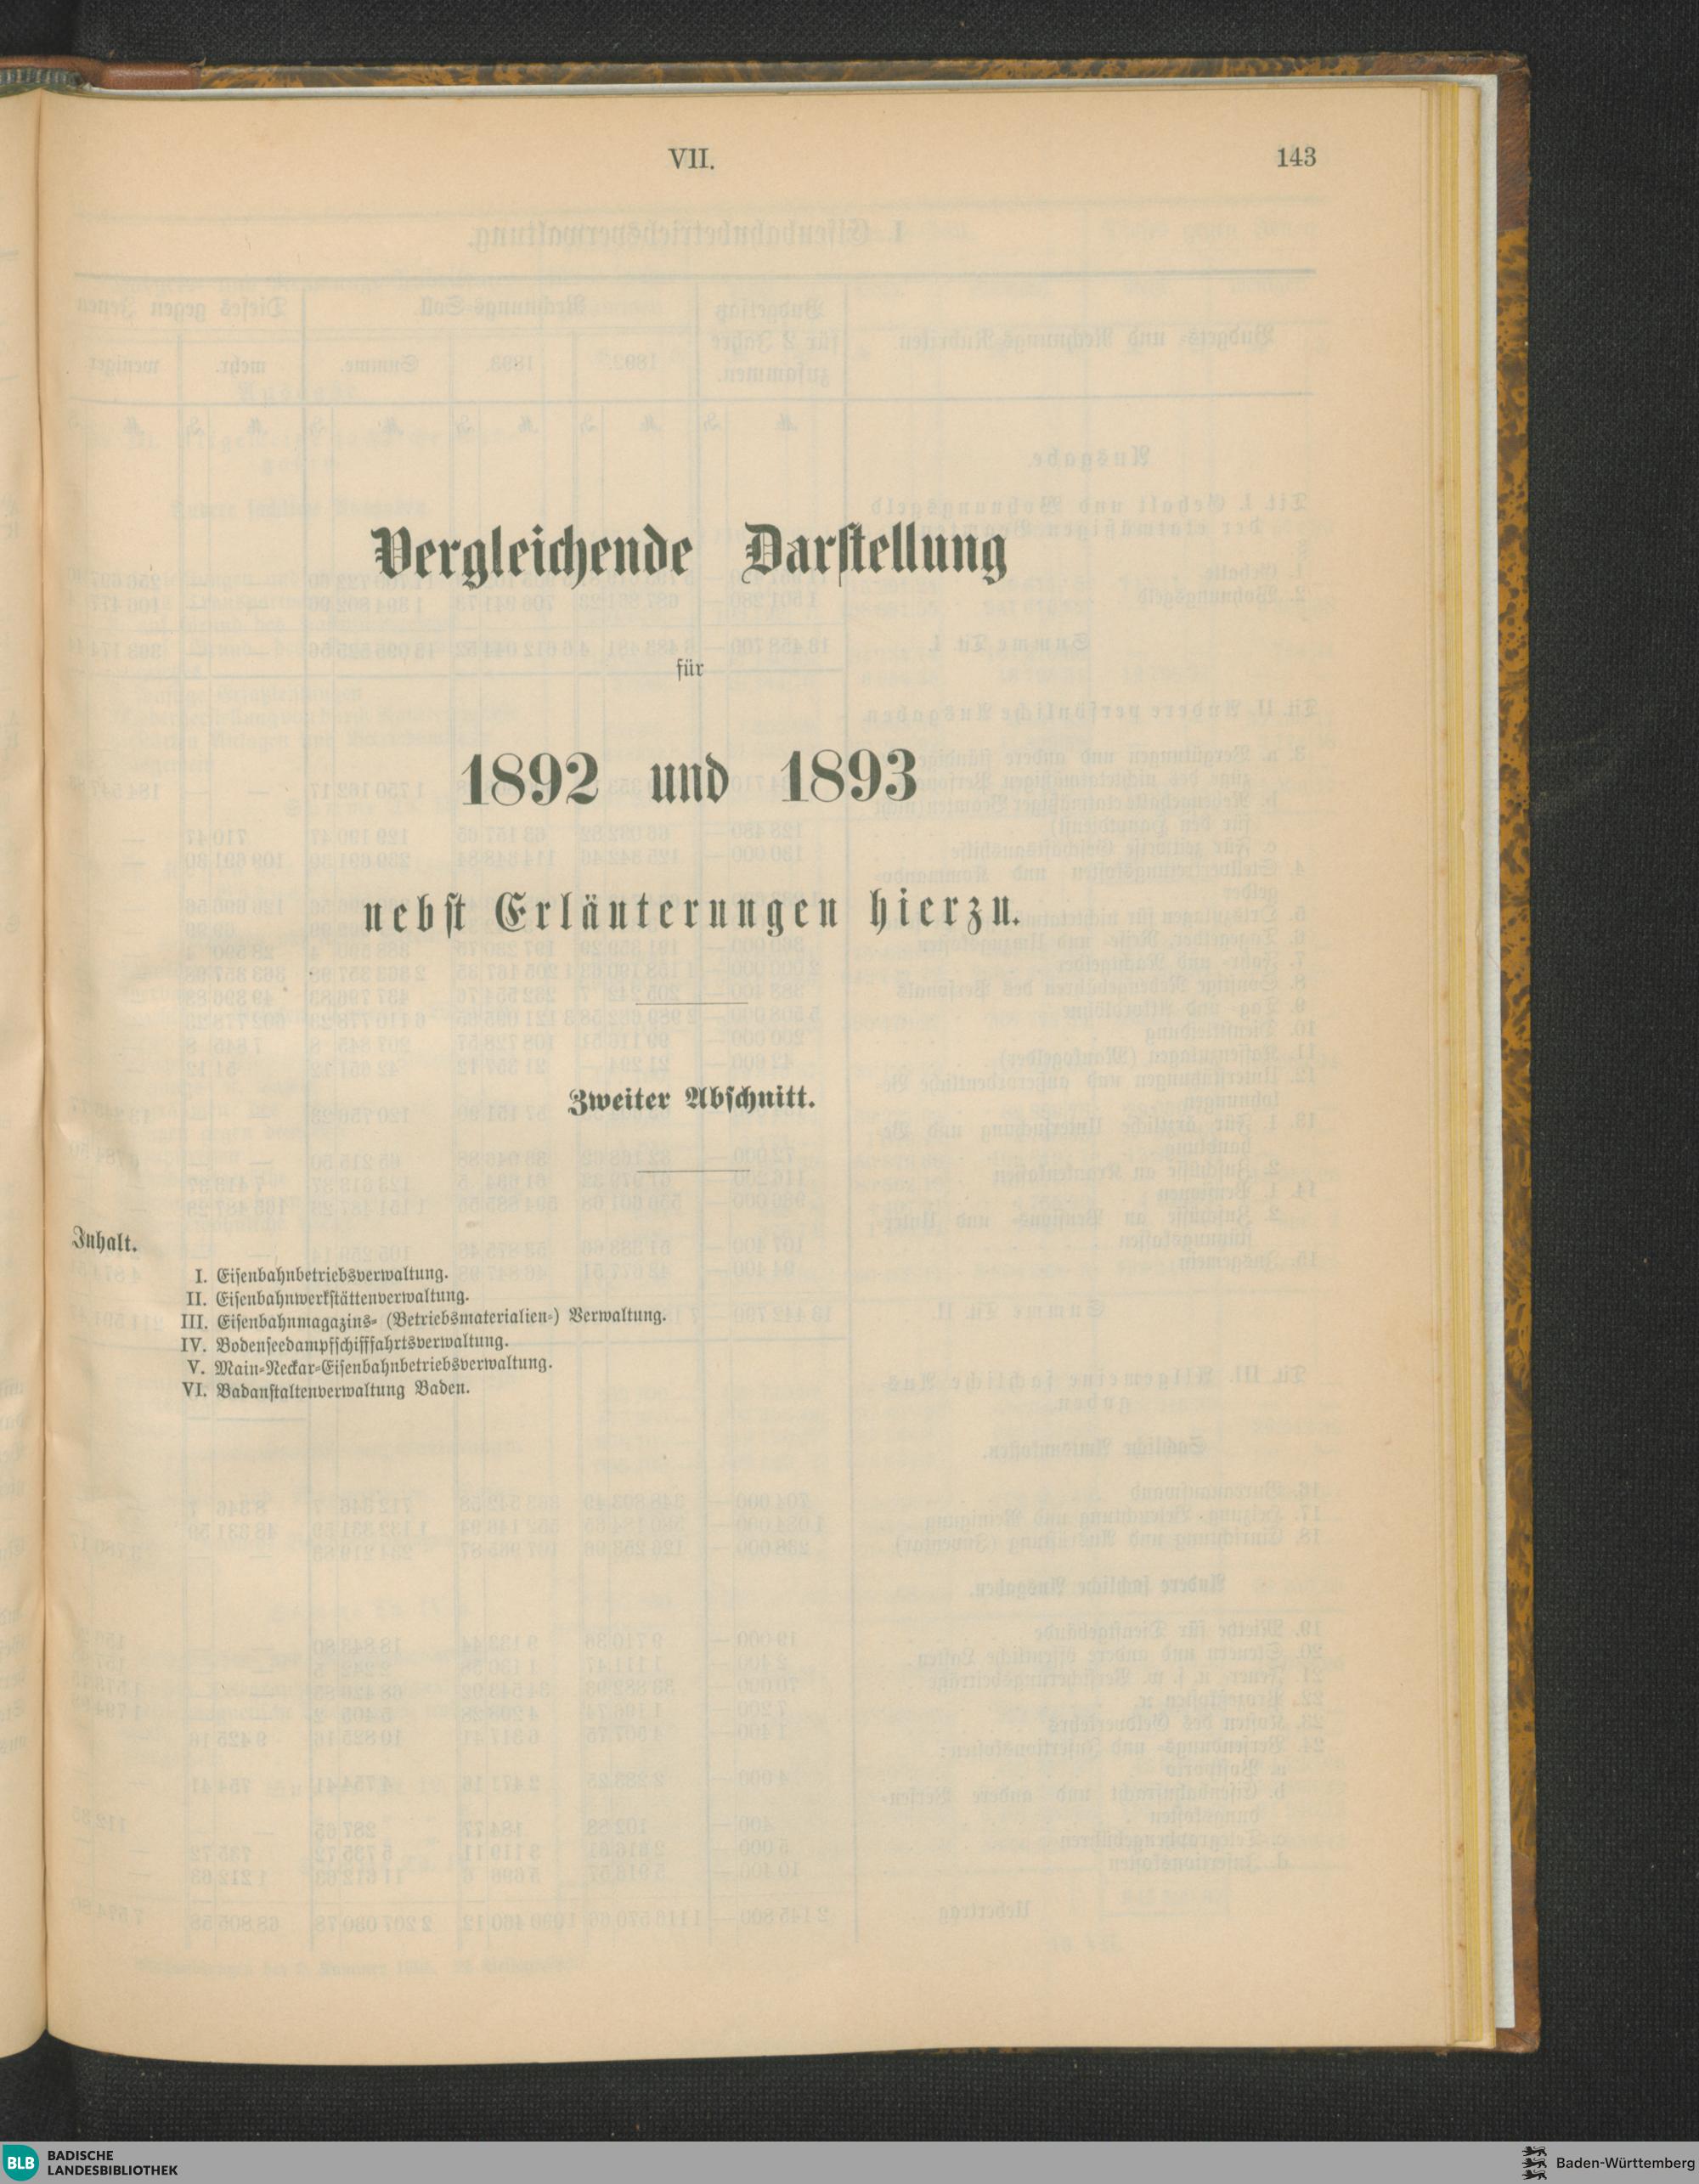 VII.
143
Vergleichende Darstellung
für
1892 und 1893
nebst Erläuterungen hierzu.
Zweiter Abschnitt.
Inhalt.
I. Eisenbahnbetriebsverwaltung.
II. Eisenbahnwerkstättenverwaltung.
III. Eisenbahnmagazins- (Betriebsmaterialien-) Verwaltung.
IV. Bodenseedampfschifffahrtsverwaltung.
V. Main-Neckar-Eisenbahnbetriebsverwaltung.
VI. Badanstaltenverwaltung Baden.
BLB BADISCHE
LANDESBIBLIOTHEK
Baden-Württemberg